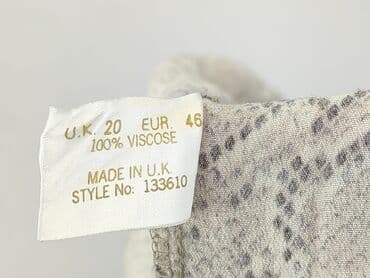 U.K. 20 EUR. 46
100% VISCOSE
MADE IN U.K.
STYLE No: 133610